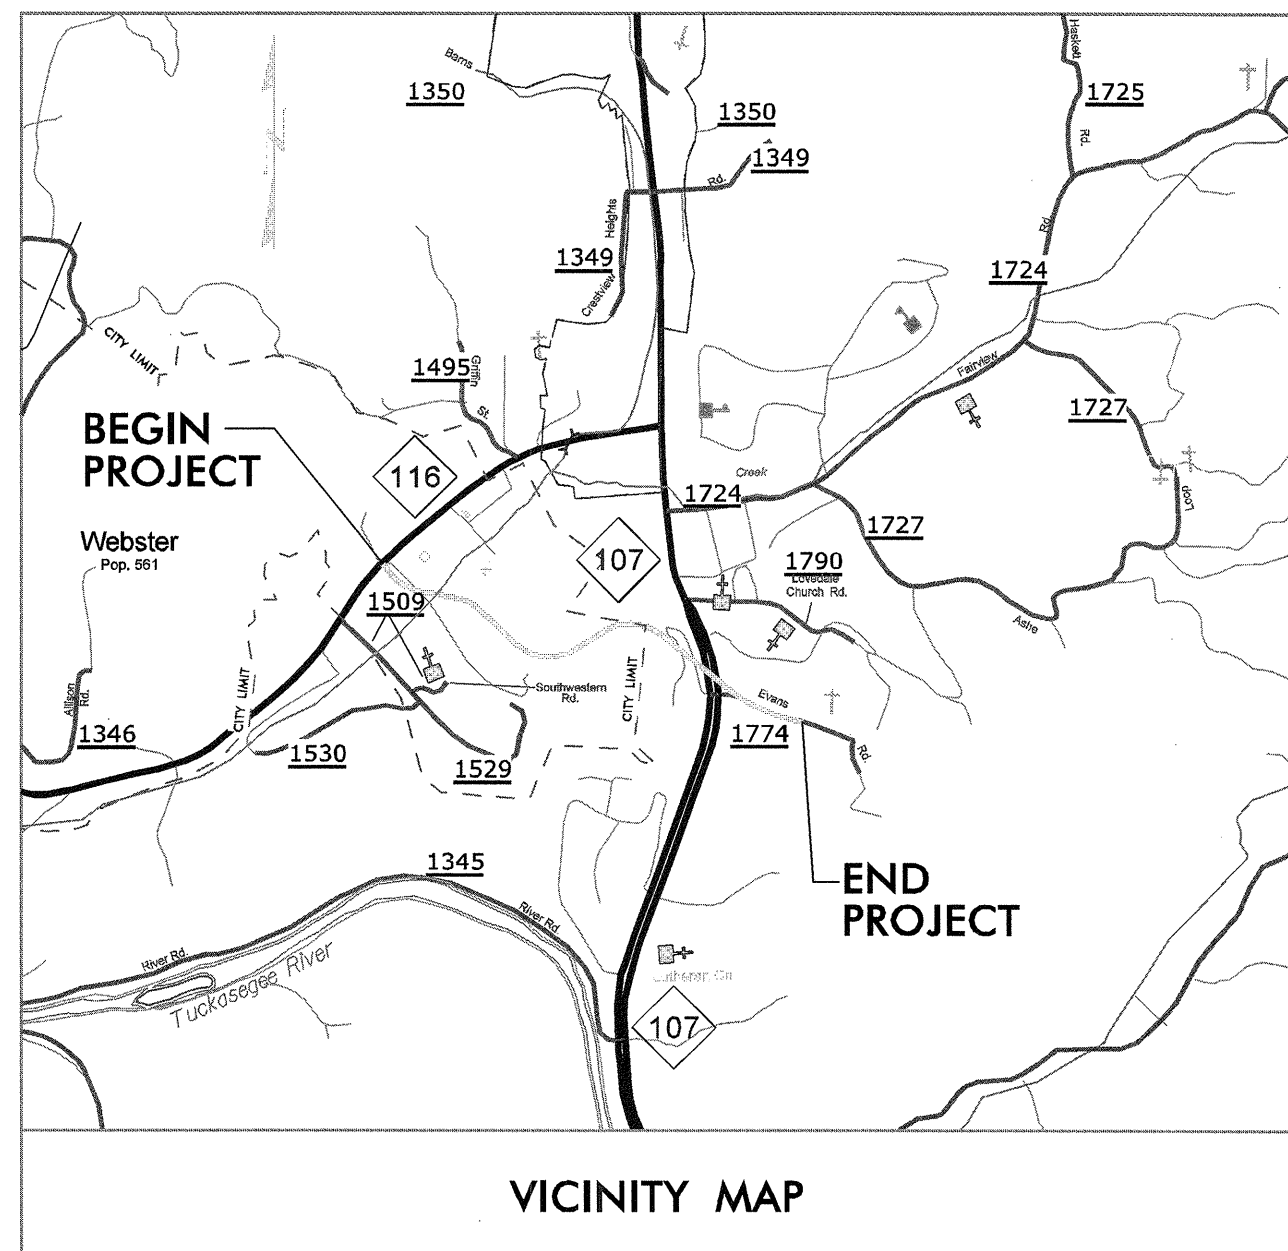 Barns
1350
Haskett
1725
1350
Rd.
1349
Rd.
Heights
Rd.
1349
Crestview
1724
CITY LIMIT
1495
Griffin
St.
Fairview
1727
BEGIN
PROJECT
116
Creek
1724
Loop
1727
Webster
Pop. 561
107
1790
Lovedale
Church Rd.
1509
Ashe
CITY LIMIT
Southwestern
Rd.
CITY LIMIT
Allison
Rd.
Evans
1346
1530
1529
1774
Rd.
1345
END
PROJECT
River Rd.
River Rd.
Tuckasegee River
107
VICINITY MAP